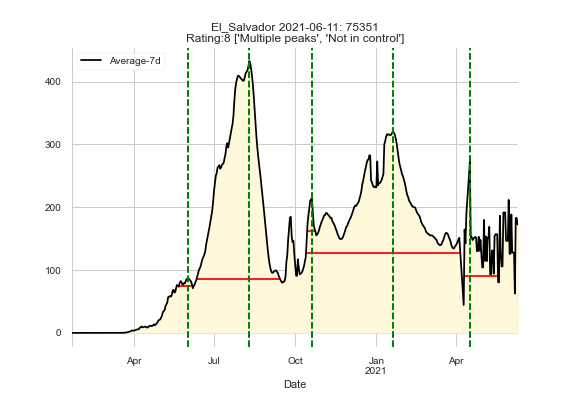 El_Salvador 2021-06-11: 75351
Rating:8 ['Multiple peaks', 'Not in control']
Average-7d
400
300
200
100
0
Apr Jul Oct Jan Apr
2021
Date